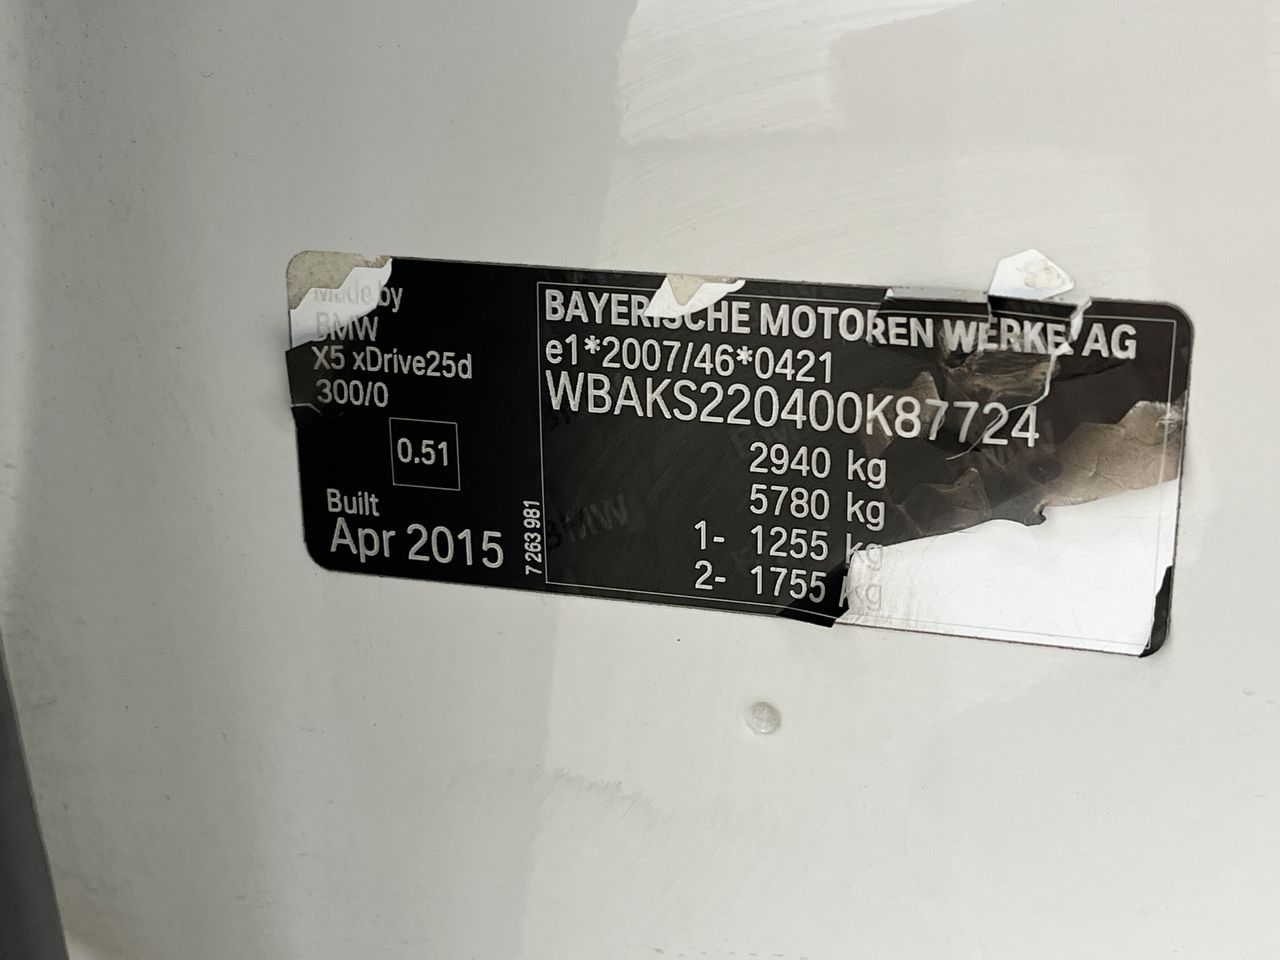 Made by
BMW
X5 xDrive25d
300/0
0.51
Built
Apr 2015
7 263 981
BAYERISCHE MOTOREN WERKE AG
e1*2007/46*0421
WBAKS220400K87724
2940 kg
5780 kg
1- 1255 kg
2- 1755 kg
BMW